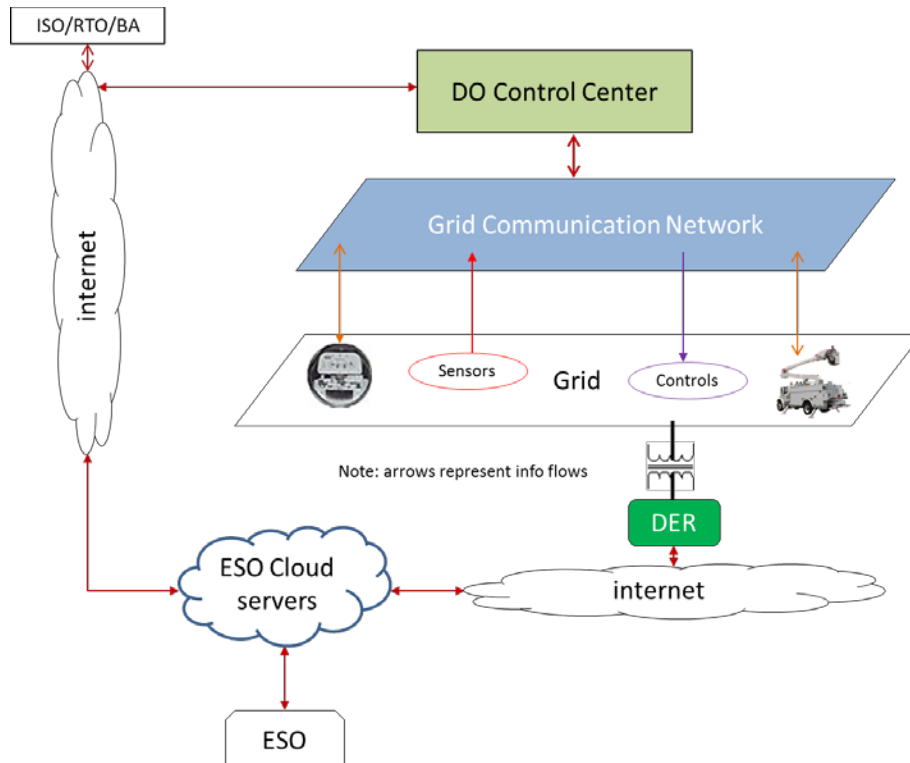 ISO/RTO/BA
DO Control Center
Grid Communication Network
internet
Sensors
Grid
Controls
Note: arrows represent info flows
DER
ESO Cloud
servers
internet
ESO